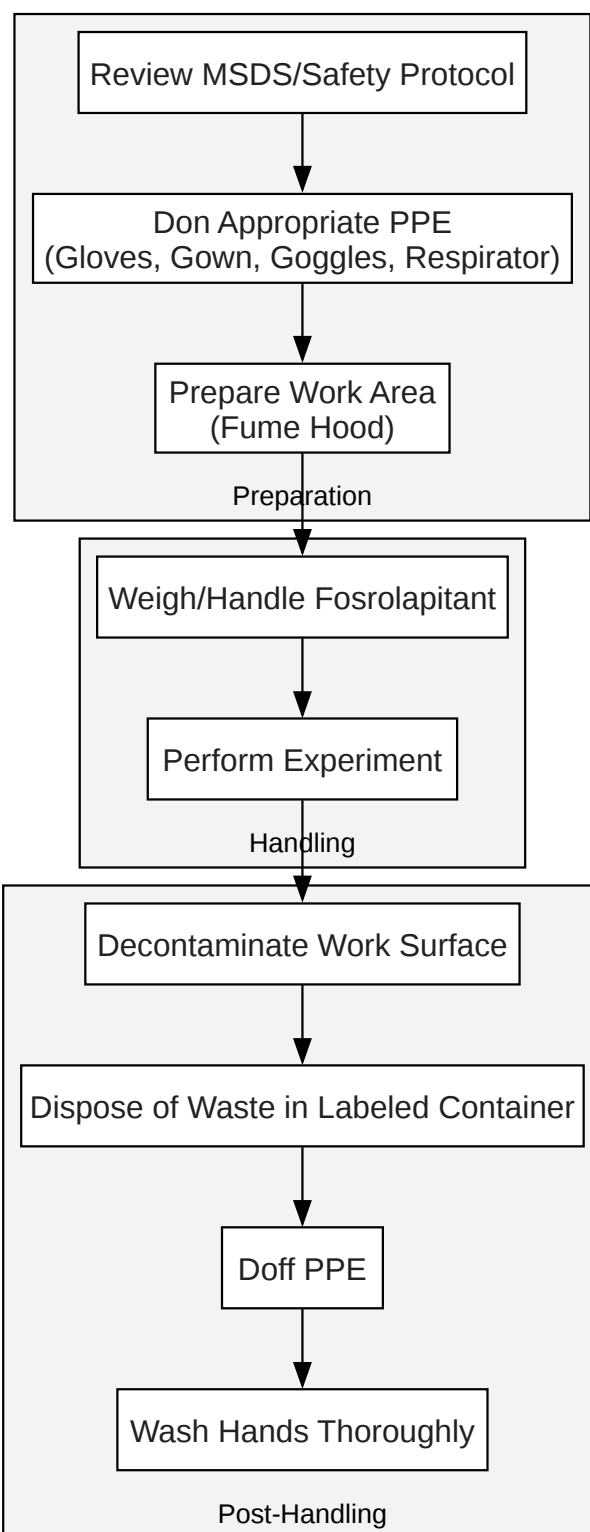 Review MSDS/Safety Protocol
Don Appropriate PPE
(Gloves, Gown, Goggles, Respirator)
Prepare Work Area
(Fume Hood)
Preparation
Weigh/Handle Fosrolapitant
Perform Experiment
Handling
Decontaminate Work Surface
Dispose of Waste in Labeled Container
Doff PPE
Wash Hands Thoroughly
Post-Handling